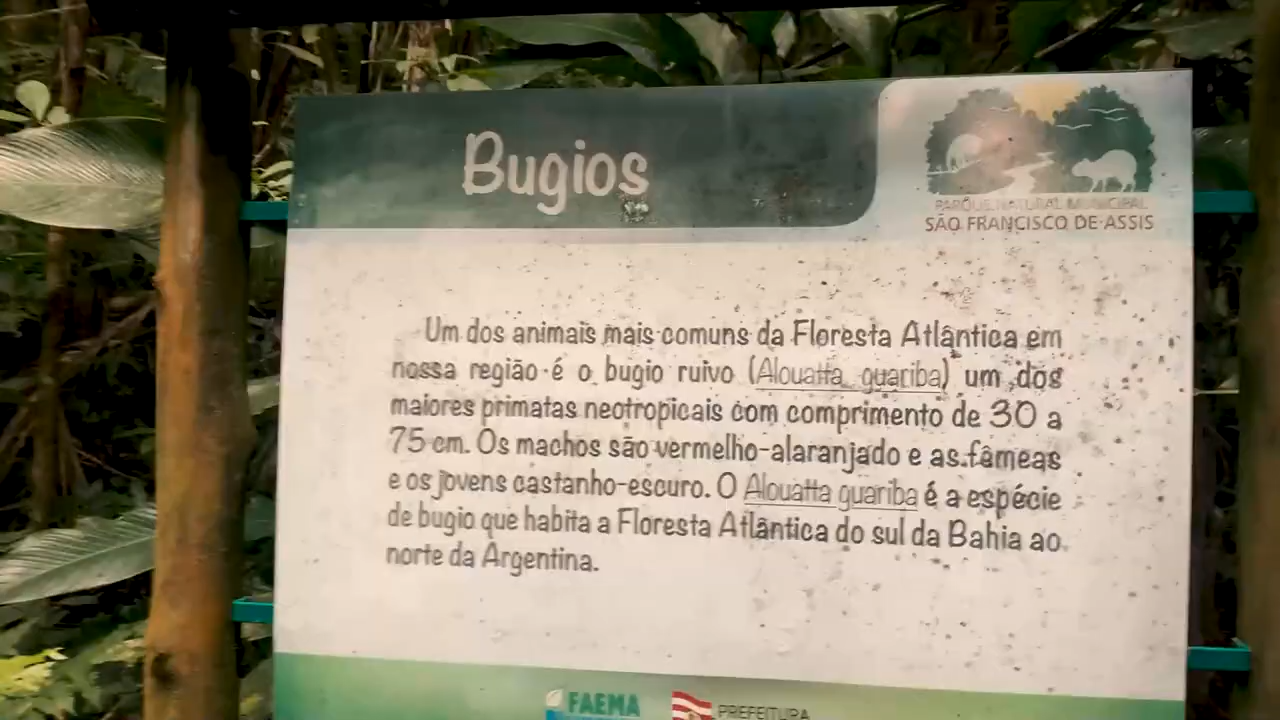 Bugios
PARQUE NATURAL MUNICIPAL
SÃO FRANCISCO DE ASSIS
Um dos animais mais comuns da Floresta Atlântica em
nossa região é o bugio ruivo (Alouatta guariba) um dos
maiores primatas neotropicais com comprimento de 30 a
75 cm. Os machos são vermelho-alaranjado e as fâmeas
e os jovens castanho-escuro. O Alouatta guariba é a espécie
de bugio que habita a Floresta Atlântica do sul da Bahia ao
norte da Argentina.
FAEMA
PREFEITURA